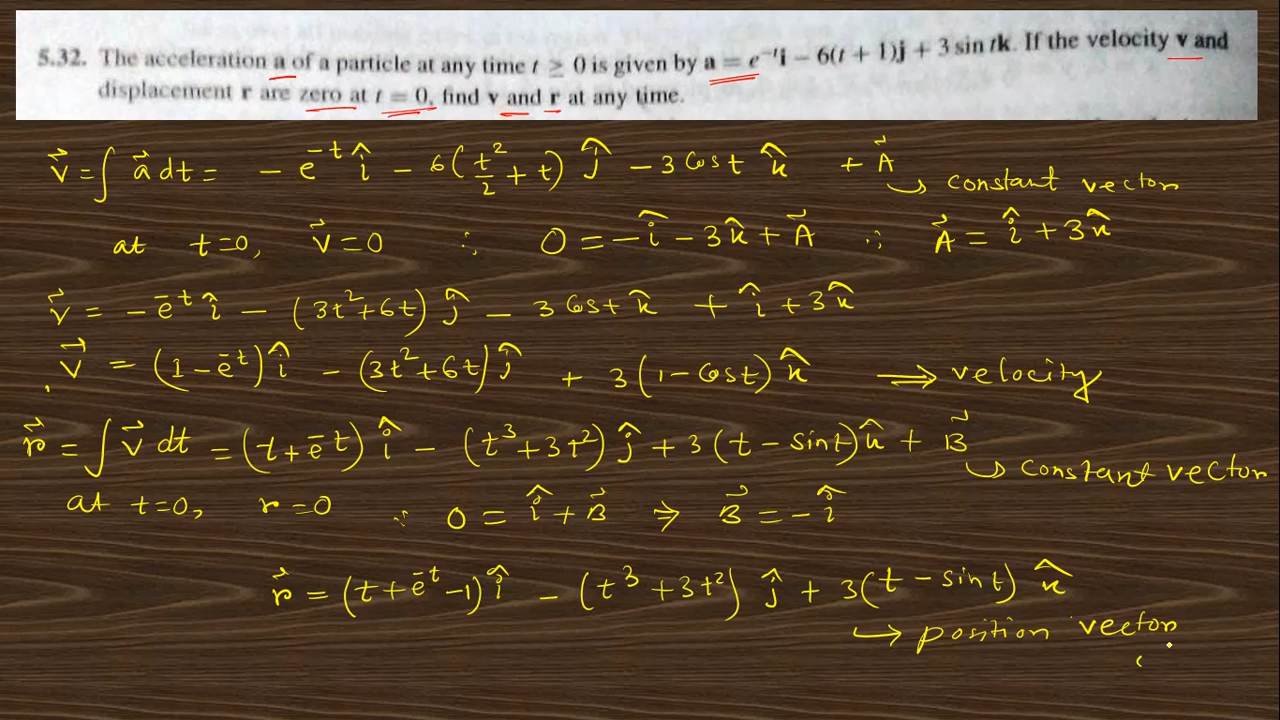 5.32. The acceleration a of a particle at any time t ≥ 0 is given by a = e⁻ᵗi − 6(t + 1)j + 3 sin tk. If the velocity v and
displacement r are zero at t = 0, find v and r at any time.
v⃗ = ∫ a⃗ dt = − e⁻ᵗ î − 6(t²/2 + t) ĵ − 3 cos t k̂ + A⃗ ↪ constant vector
at t=0, v⃗=0 ∴ 0 = −î − 3k̂ + A⃗ ∴ A⃗ = î + 3k̂
v⃗ = −e⁻ᵗ î − (3t²+6t) ĵ − 3 cos t k̂ + î + 3k̂
v⃗ = (1−e⁻ᵗ) î − (3t²+6t) ĵ + 3(1−cos t) k̂ ⟹ velocity
r⃗ = ∫ v⃗ dt = (t+e⁻ᵗ) î − (t³+3t²) ĵ + 3(t − sin t) k̂ + B⃗ ↪ constant vector
at t=0, r=0 ∴ 0 = î + B⃗ ⇒ B⃗ = −î
r⃗ = (t+e⁻ᵗ−1) î − (t³+3t²) ĵ + 3(t − sin t) k̂
↪ position vector